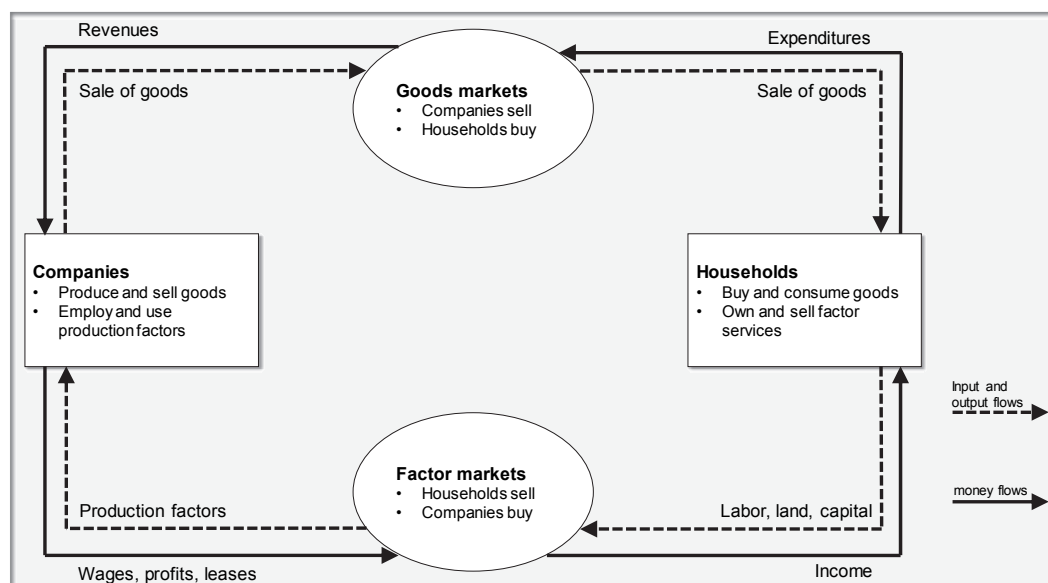 Revenues
Expenditures
Sale of goods
Goods markets
• Companies sell
• Households buy
Sale of goods
Companies
• Produce and sell goods
• Employ and use
production factors
Households
• Buy and consume goods
• Own and sell factor
services
Input and
output flows
Factor markets
• Households sell
• Companies buy
money flows
Production factors
Labor, land, capital
Wages, profits, leases
Income